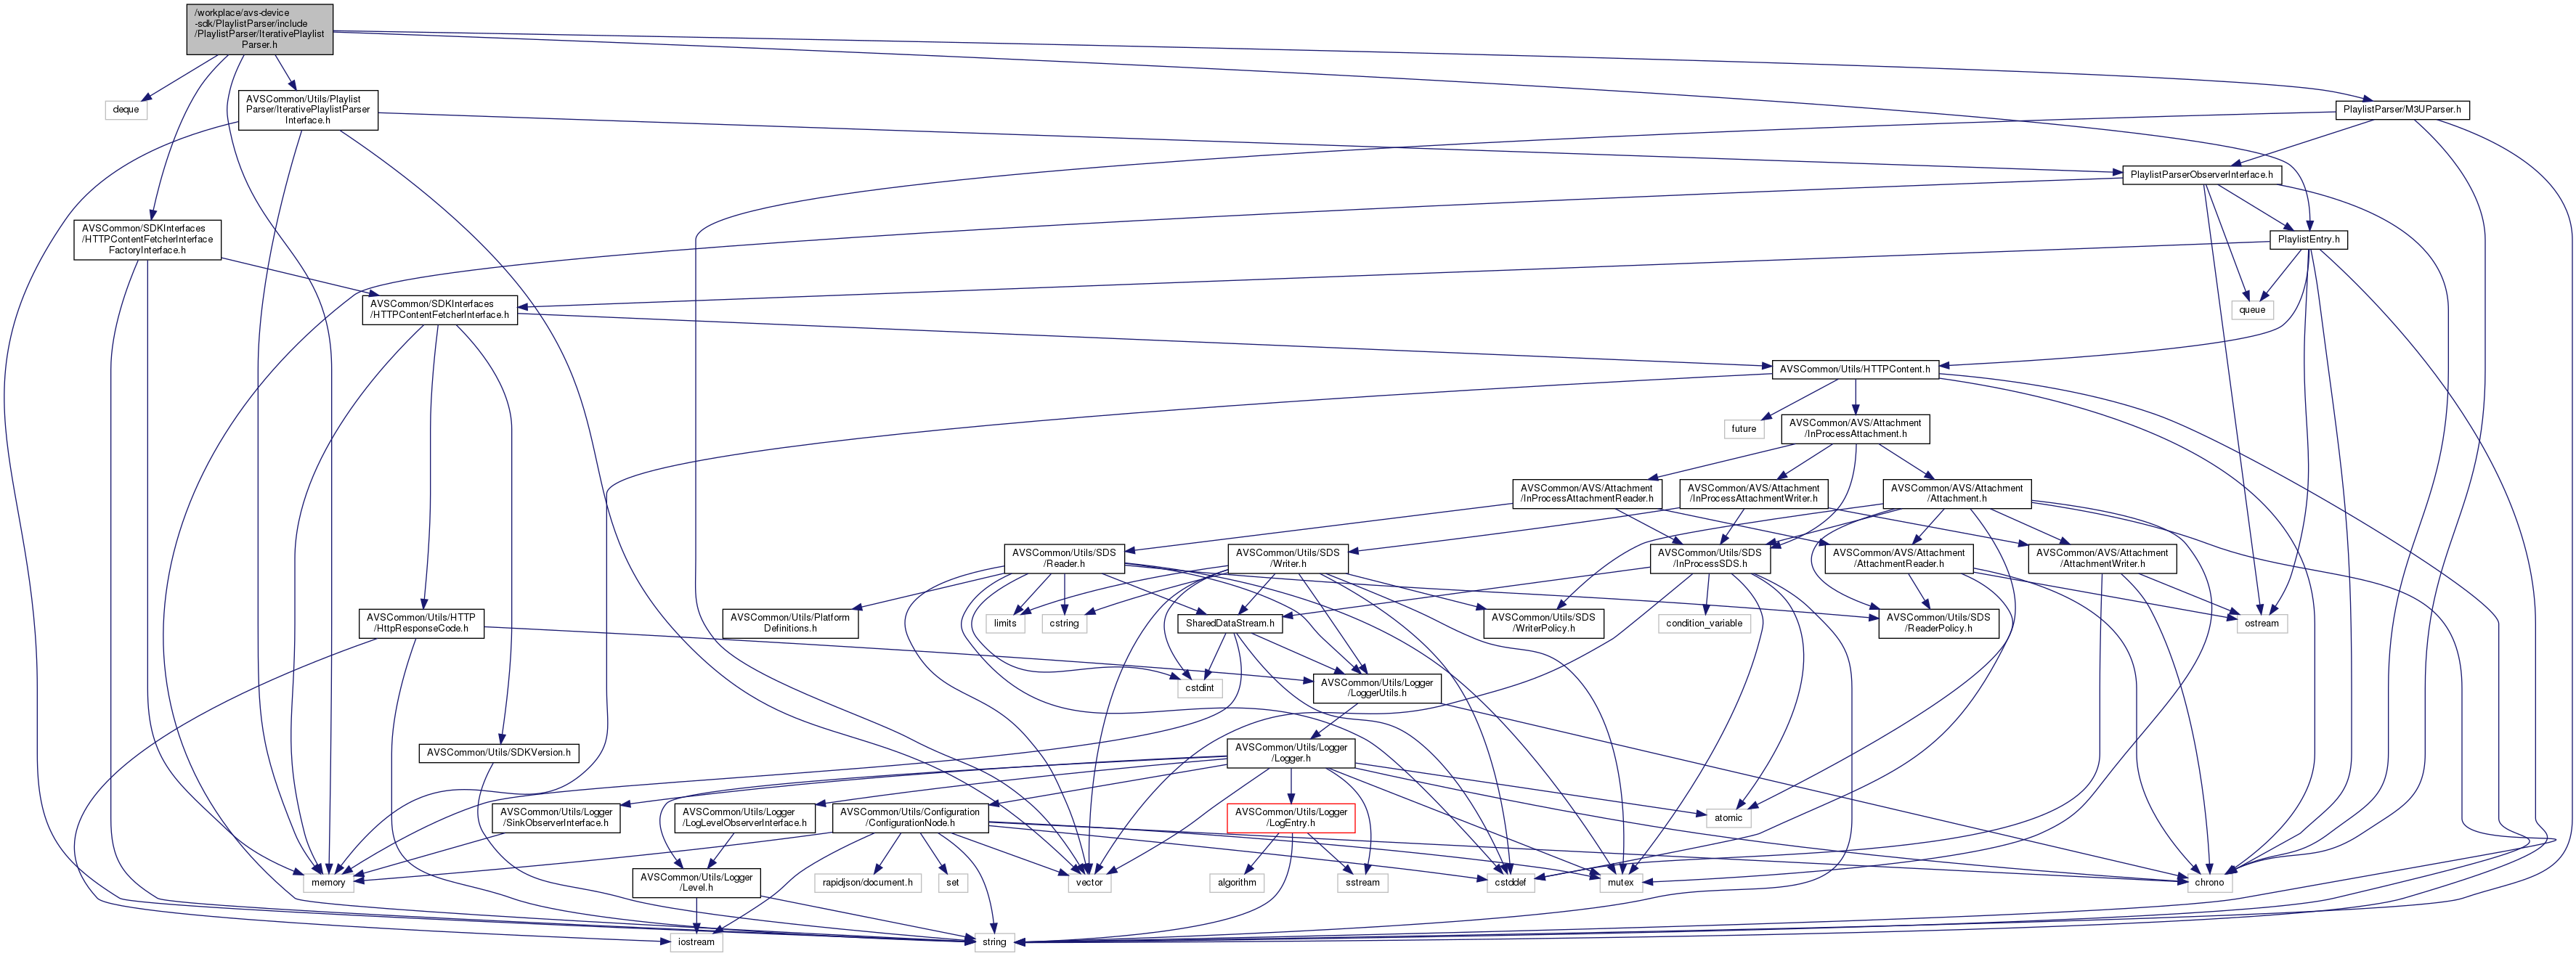 /workplace/avs-device
-sdk/PlaylistParser/include
/PlaylistParser/IterativePlaylist
Parser.h
deque
AVSCommon/Utils/Playlist
Parser/IterativePlaylistParser
Interface.h
PlaylistParser/M3UParser.h
PlaylistParserObserverInterface.h
AVSCommon/SDKInterfaces
/HTTPContentFetcherInterface
FactoryInterface.h
PlaylistEntry.h
AVSCommon/SDKInterfaces
/HTTPContentFetcherInterface.h
queue
AVSCommon/Utils/HTTPContent.h
future
AVSCommon/AVS/Attachment
/InProcessAttachment.h
AVSCommon/AVS/Attachment
/InProcessAttachmentReader.h
AVSCommon/AVS/Attachment
/InProcessAttachmentWriter.h
AVSCommon/AVS/Attachment
/Attachment.h
AVSCommon/Utils/SDS
/Reader.h
AVSCommon/Utils/SDS
/Writer.h
AVSCommon/Utils/SDS
/InProcessSDS.h
AVSCommon/AVS/Attachment
/AttachmentReader.h
AVSCommon/AVS/Attachment
/AttachmentWriter.h
AVSCommon/Utils/HTTP
/HttpResponseCode.h
AVSCommon/Utils/Platform
Definitions.h
limits
cstring
SharedDataStream.h
AVSCommon/Utils/SDS
/WriterPolicy.h
condition_variable
AVSCommon/Utils/SDS
/ReaderPolicy.h
ostream
cstdint
AVSCommon/Utils/Logger
/LoggerUtils.h
AVSCommon/Utils/SDKVersion.h
AVSCommon/Utils/Logger
/Logger.h
AVSCommon/Utils/Logger
/SinkObserverInterface.h
AVSCommon/Utils/Logger
/LogLevelObserverInterface.h
AVSCommon/Utils/Configuration
/ConfigurationNode.h
AVSCommon/Utils/Logger
/LogEntry.h
atomic
memory
AVSCommon/Utils/Logger
/Level.h
rapidjson/document.h
set
vector
algorithm
sstream
cstddef
mutex
chrono
iostream
string